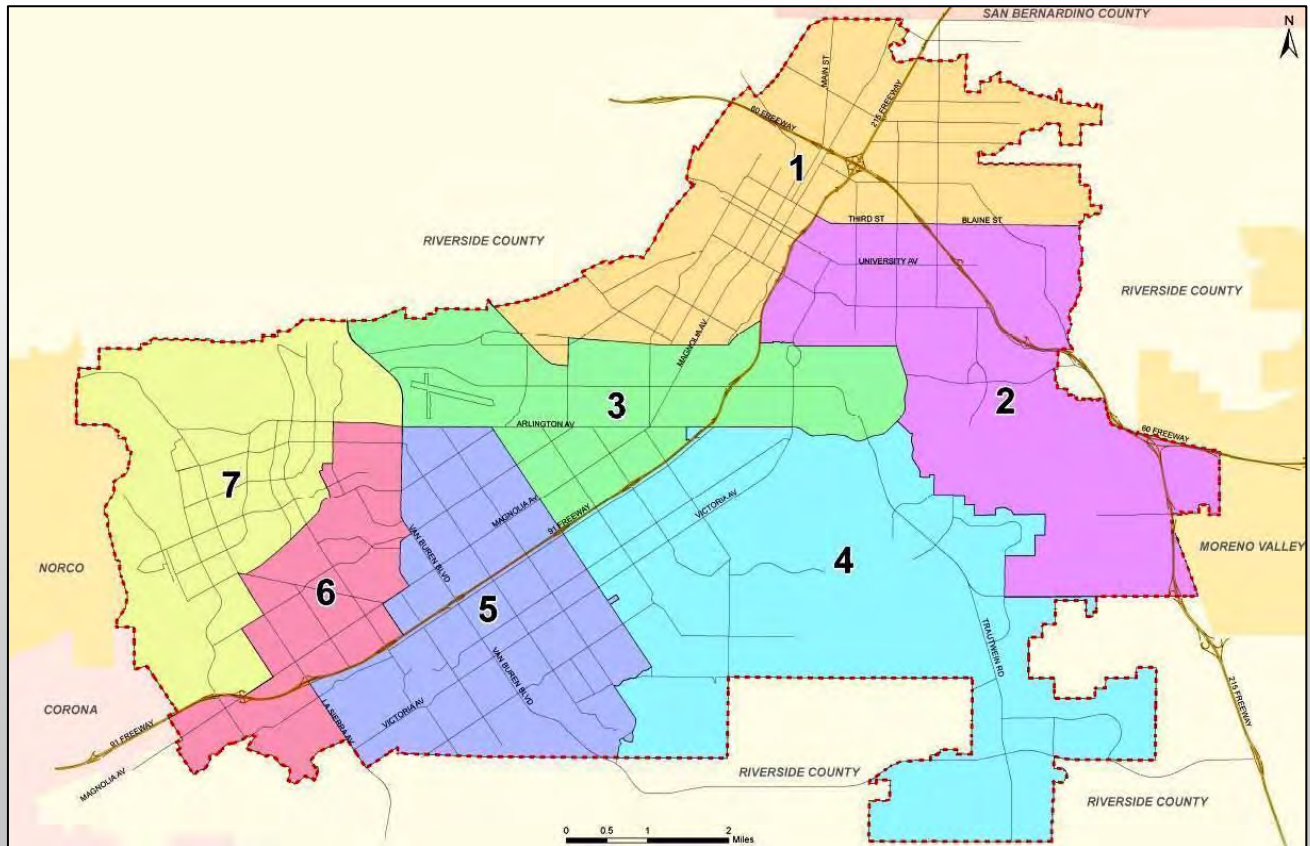 SAN BERNARDINO COUNTY
N
MAIN ST
215 FREEWAY
60 FREEWAY
1
THIRD ST
BLAINE ST
RIVERSIDE COUNTY
UNIVERSITY AV
RIVERSIDE COUNTY
MAGNOLIA AV
3
2
ARLINGTON AV
60 FREEWAY
7
MAGNOLIA AV
VICTORIA AV
91 FREEWAY
VAN BUREN BLVD
MORENO VALLEY
4
NORCO
6
5
TRAUTWEIN RD
VAN BUREN BLVD
CORONA
LA SIERRA AV
VICTORIA AV
215 FREEWAY
91 FREEWAY
MAGNOLIA AV
RIVERSIDE COUNTY
RIVERSIDE COUNTY
0 0.5 1 2
Miles